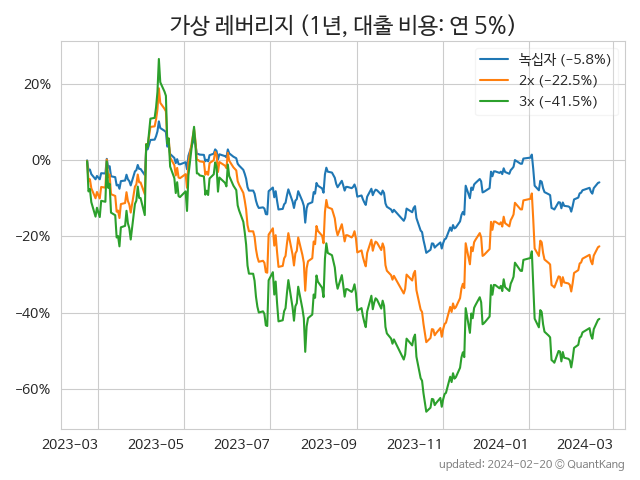 가상 레버리지 (1년, 대출 비용: 연 5%)
녹십자 (−5.8%)
2x (−22.5%)
3x (−41.5%)
20%
0%
−20%
−40%
−60%
2023−03 2023−05 2023−07 2023−09 2023−11 2024−01 2024−03
updated: 2024−02−20 © QuantKang